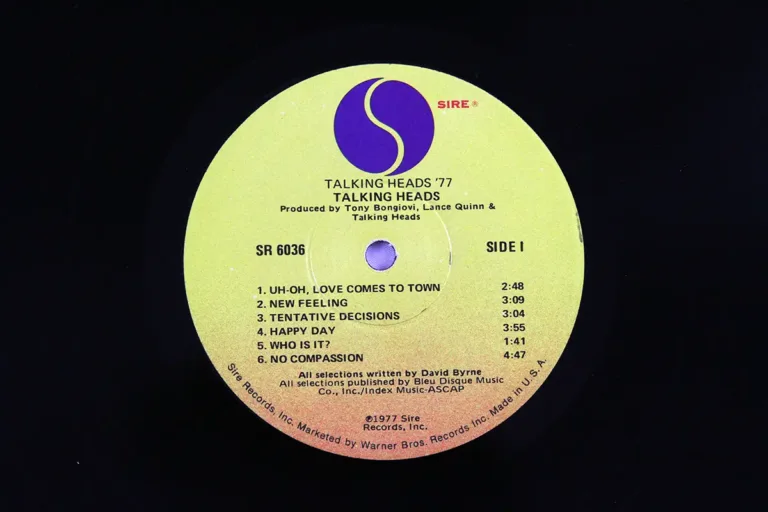 SIRE®
TALKING HEADS '77
TALKING HEADS
Produced by Tony Bongiovi, Lance Quinn &
Talking Heads
SR 6036
SIDE I
1. UH-OH, LOVE COMES TO TOWN 2:48
2. NEW FEELING 3:09
3. TENTATIVE DECISIONS 3:04
4. HAPPY DAY 3:55
5. WHO IS IT? 1:41
6. NO COMPASSION 4:47
All selections written by David Byrne
All selections published by Bleu Disque Music
Co., Inc./Index Music-ASCAP
℗1977 Sire
Records, Inc.
Sire Records, Inc. Marketed by Warner Bros. Records Inc. Made in U.S.A.